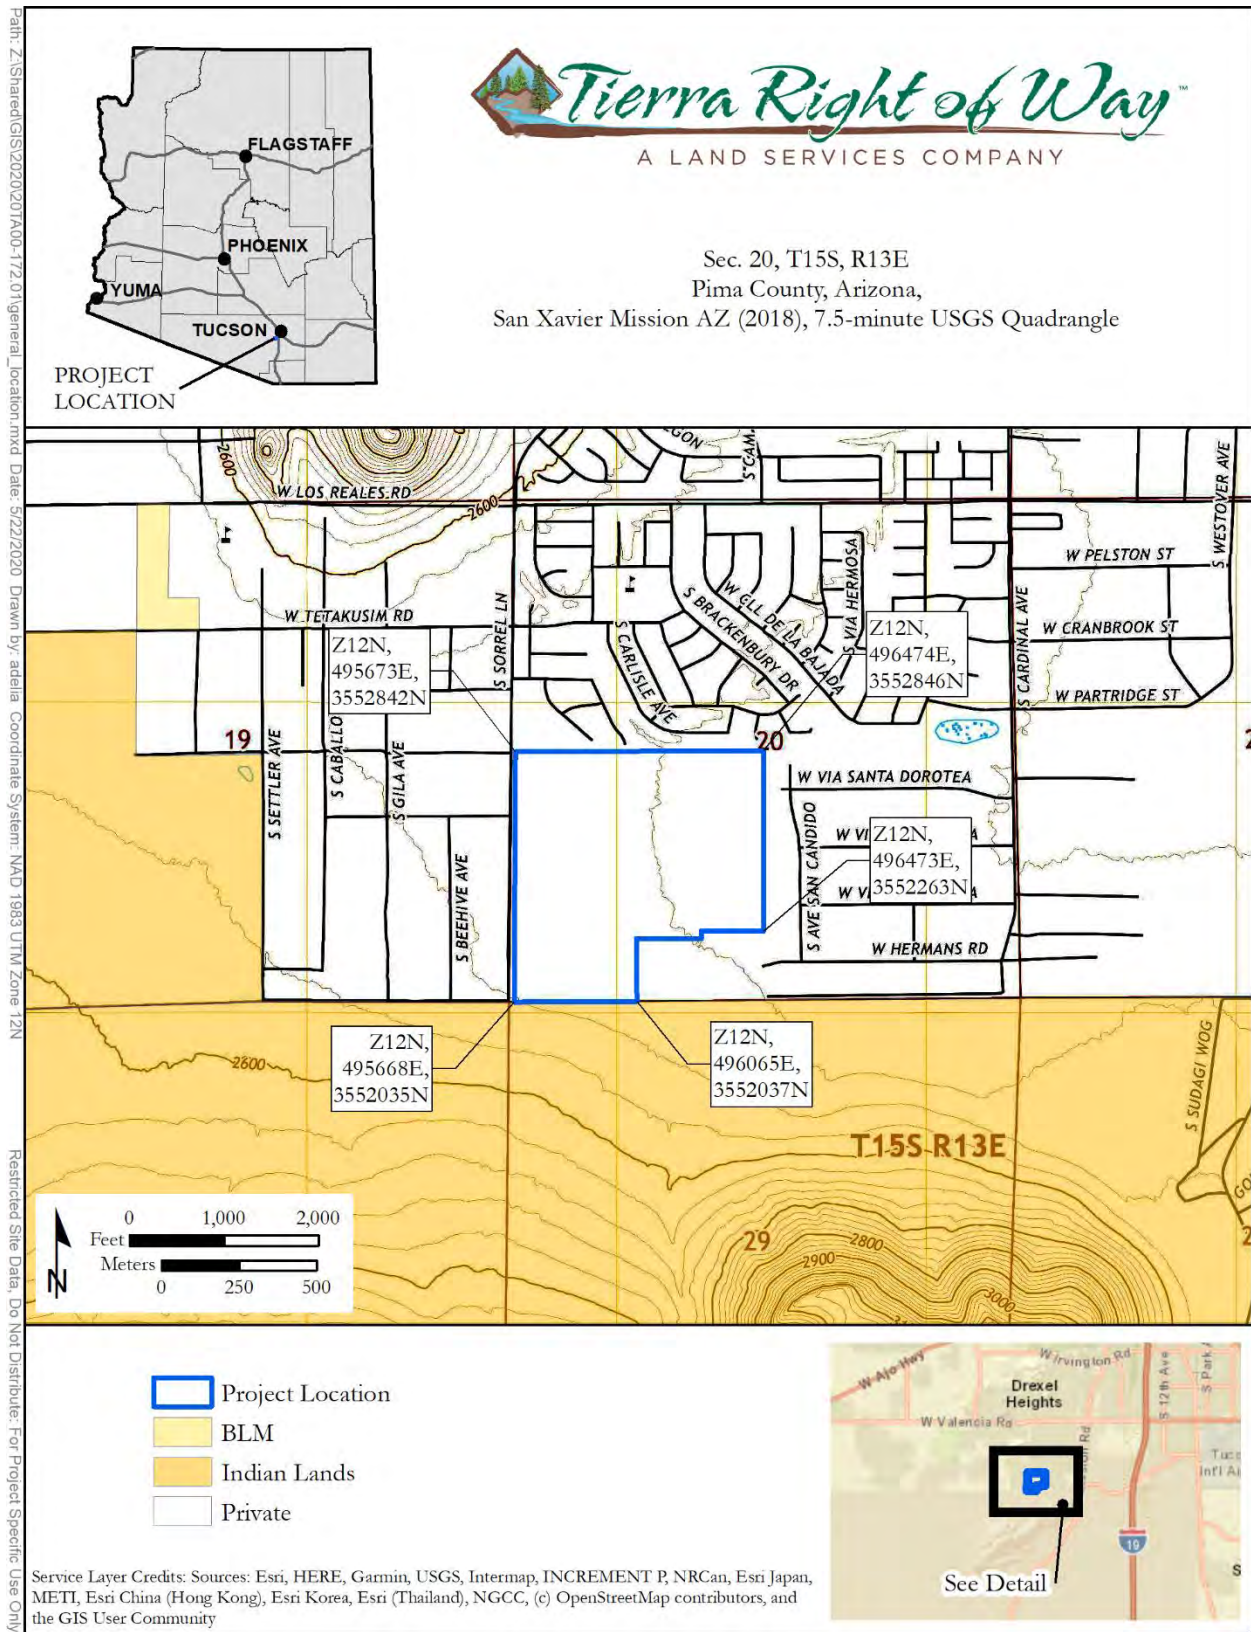 Path: Z:\Shared\GIS\2020\20TA00-172.01\general_location.mxd Date: 5/22/2020 Drawn by: adelia Coordinate System: NAD 1983 UTM Zone 12N
Restricted Site Data, Do Not Distribute: For Project Specific Use Only
FLAGSTAFF
PHOENIX
YUMA
TUCSON
PROJECT
LOCATION
Tierra Right of Way™
A LAND SERVICES COMPANY
Sec. 20, T15S, R13E
Pima County, Arizona,
San Xavier Mission AZ (2018), 7.5-minute USGS Quadrangle
2600
W LOS REALES RD
2600
S WESTOVER AVE
W PELSTON ST
W TETAKUSIM RD
S SORREL LN
S CARLISLE AVE
S BRACKENBURY DR
W CLL DE LA BAJADA
S VIA HERMOSA
S CARDINAL AVE
W CRANBROOK ST
W PARTRIDGE ST
Z12N,
495673E,
3552842N
Z12N,
496474E,
3552846N
19
20
S SETTLER AVE
S CABALLO
S GILA AVE
S BEEHIVE AVE
W VIA SANTA DOROTEA
S AVE SAN CANDIDO
Z12N,
496473E,
3552263N
W HERMANS RD
Z12N,
495668E,
3552035N
Z12N,
496065E,
3552037N
2600
S SUDAGI WOG
T15S R13E
29
2800
2900
3000
0 1,000 2,000
Feet
Meters
0 250 500
N
Project Location
BLM
Indian Lands
Private
W Ajo Hwy
W Irvington Rd
Drexel
Heights
W Valencia Rd
S 12th Ave
S Park
19
See Detail
Service Layer Credits: Sources: Esri, HERE, Garmin, USGS, Intermap, INCREMENT P, NRCan, Esri Japan,
METI, Esri China (Hong Kong), Esri Korea, Esri (Thailand), NGCC, (c) OpenStreetMap contributors, and
the GIS User Community